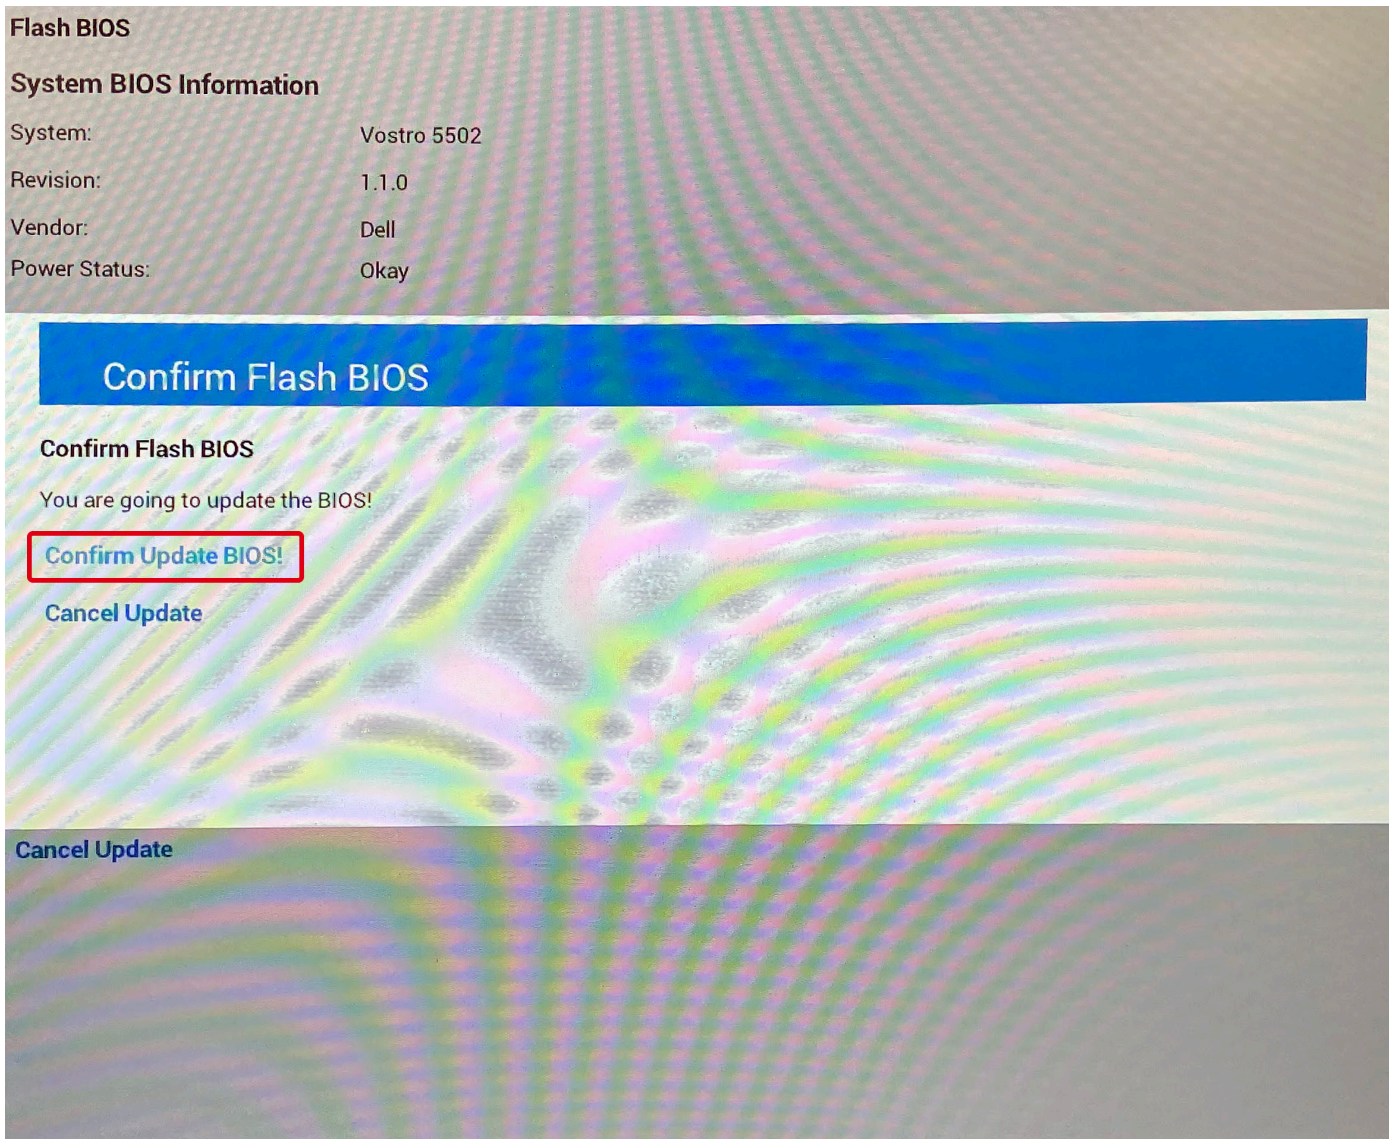 Flash BIOS
System BIOS Information
System: Vostro 5502
Revision: 1.1.0
Vendor: Dell
Power Status: Okay
Confirm Flash BIOS
Confirm Flash BIOS
You are going to update the BIOS!
Confirm Update BIOS!
Cancel Update
Cancel Update